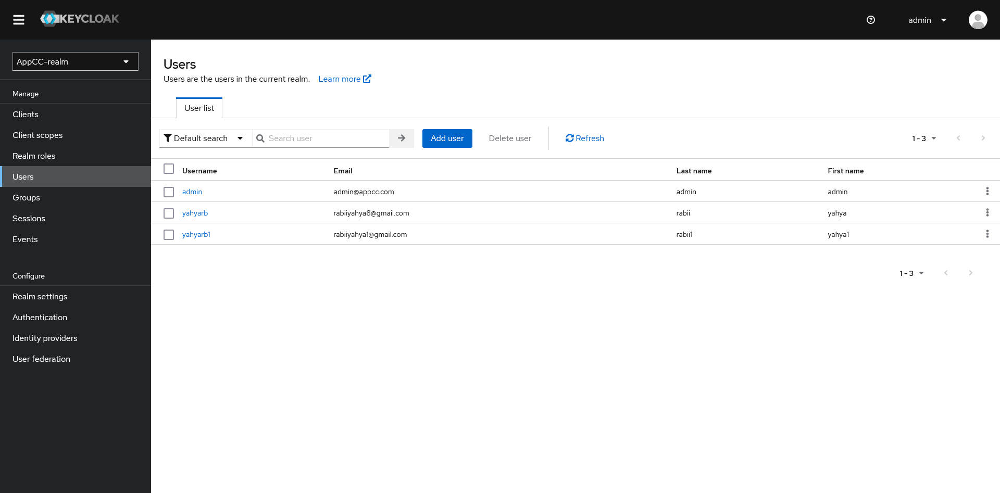 KEYCLOAK
admin
AppCC-realm
Manage
Clients
Client scopes
Realm roles
Users
Groups
Sessions
Events
Configure
Realm settings
Authentication
Identity providers
User federation
Users
Users are the users in the current realm. Learn more
User list
Default search Search user Add user Delete user Refresh 1 - 3
Username Email Last name First name
admin admin@appcc.com admin admin
yahyarb rabiiyahya8@gmail.com rabii yahya
yahyarb1 rabiiyahya1@gmail.com rabii1 yahya1
1 - 3